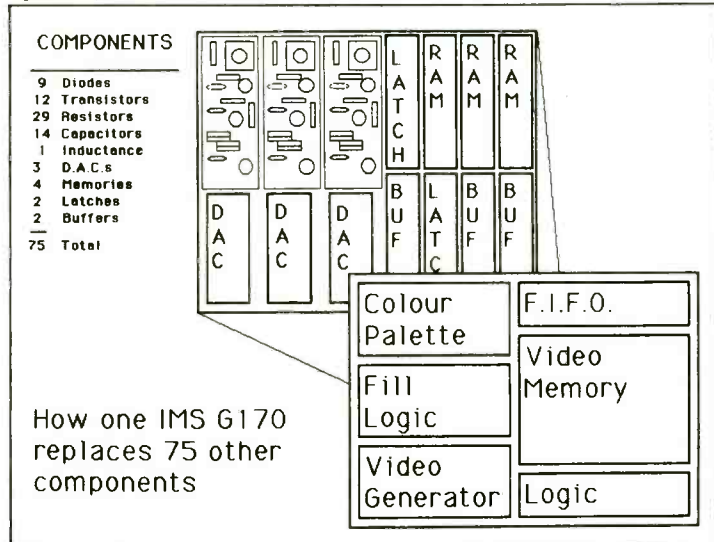 COMPONENTS
9 Diodes
12 Transistors
29 Resistors
14 Capacitors
1 Inductance
3 D.A.C.s
4 Memories
2 Latches
2 Buffers
75 Total
LATCH
RAM
RAM
RAM
DAC
DAC
DAC
BUF
LATC
BUF
BUF
Colour
Palette
F.I.F.O.
Fill
Logic
Video
Memory
Video
Generator
Logic
How one IMS G170
replaces 75 other
components